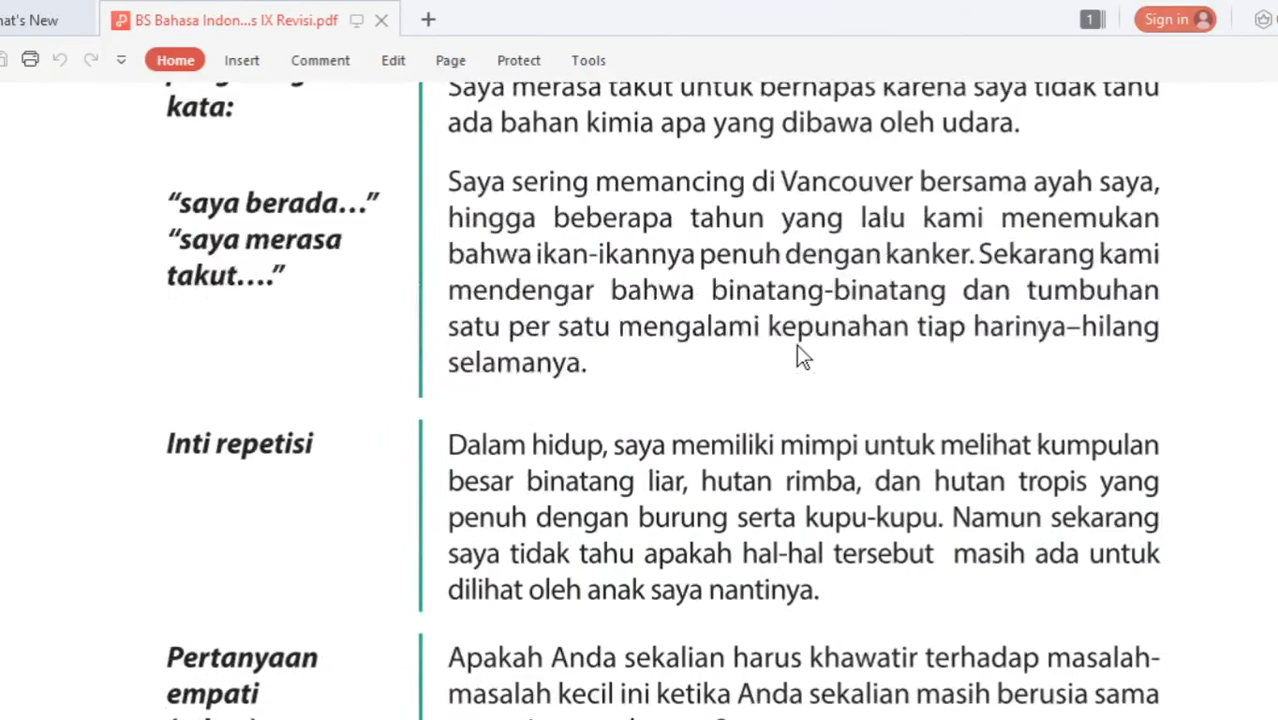 hat's New
BS Bahasa Indon...s IX Revisi.pdf
1
Sign in
Home
Insert
Comment
Edit
Page
Protect
Tools
kata:
"saya berada..."
"saya merasa
takut...."
Saya merasa takut untuk bernapas karena saya tidak tahu
ada bahan kimia apa yang dibawa oleh udara.
Saya sering memancing di Vancouver bersama ayah saya,
hingga beberapa tahun yang lalu kami menemukan
bahwa ikan-ikannya penuh dengan kanker. Sekarang kami
mendengar bahwa binatang-binatang dan tumbuhan
satu per satu mengalami kepunahan tiap harinya–hilang
selamanya.
Inti repetisi
Dalam hidup, saya memiliki mimpi untuk melihat kumpulan
besar binatang liar, hutan rimba, dan hutan tropis yang
penuh dengan burung serta kupu-kupu. Namun sekarang
saya tidak tahu apakah hal-hal tersebut masih ada untuk
dilihat oleh anak saya nantinya.
Pertanyaan
empati
Apakah Anda sekalian harus khawatir terhadap masalah-
masalah kecil ini ketika Anda sekalian masih berusia sama